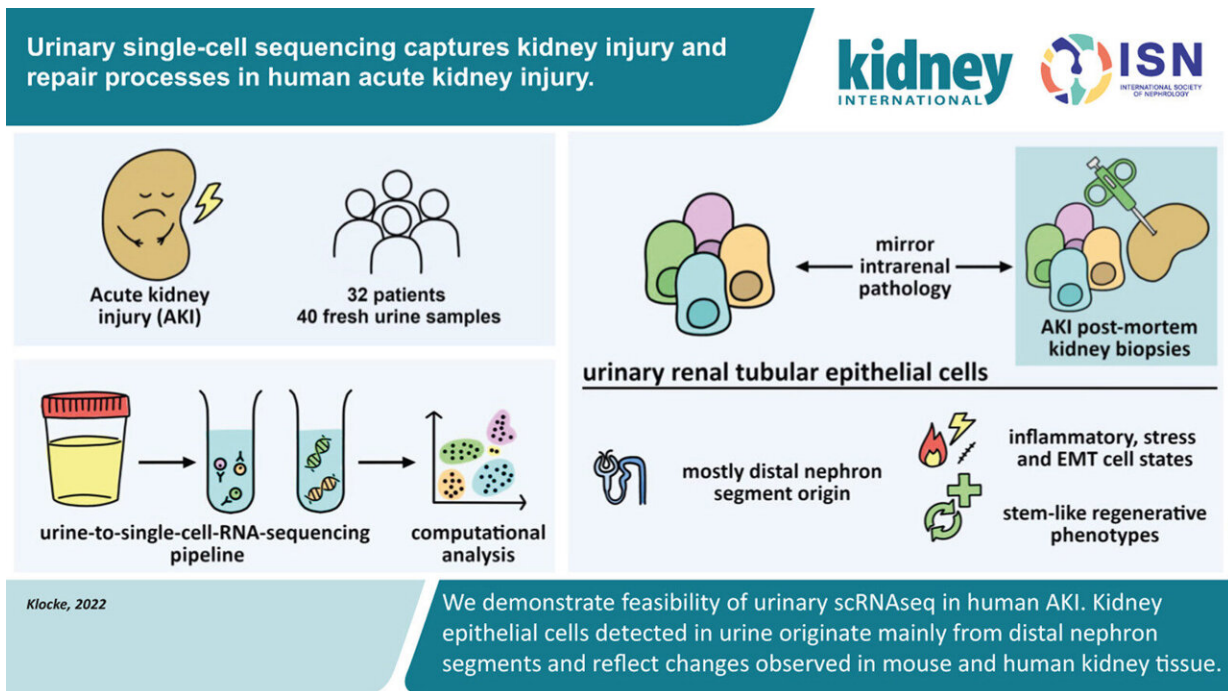 Urinary single-cell sequencing captures kidney injury and
repair processes in human acute kidney injury.
kidney
INTERNATIONAL
ISN
INTERNATIONAL SOCIETY
OF NEPHROLOGY
Acute kidney
injury (AKI)
32 patients
40 fresh urine samples
urine-to-single-cell-RNA-sequencing
pipeline
computational
analysis
mirror
intrarenal
pathology
AKI post-mortem
kidney biopsies
urinary renal tubular epithelial cells
mostly distal nephron
segment origin
inflammatory, stress
and EMT cell states
stem-like regenerative
phenotypes
Klocke, 2022
We demonstrate feasibility of urinary scRNAseq in human AKI. Kidney
epithelial cells detected in urine originate mainly from distal nephron
segments and reflect changes observed in mouse and human kidney tissue.